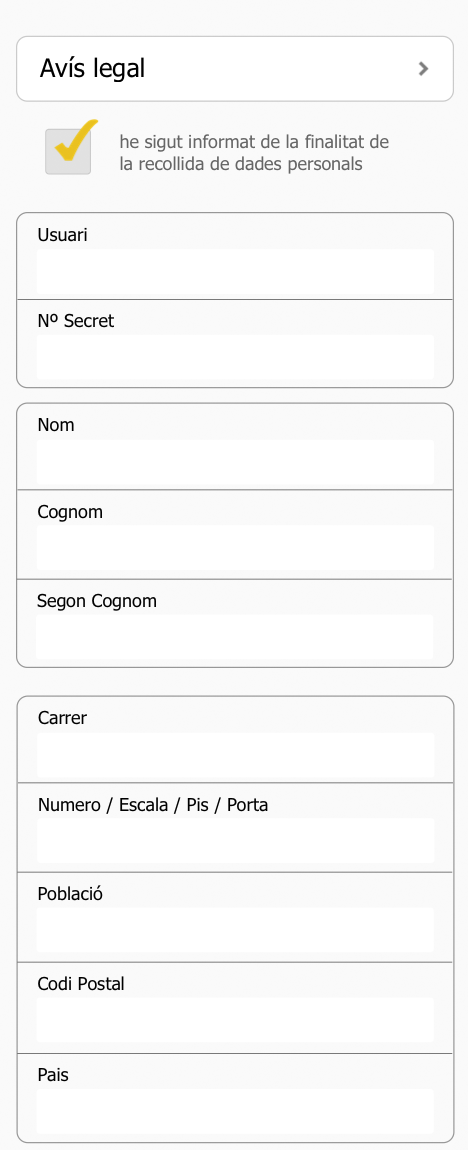 Avís legal
he sigut informat de la finalitat de
la recollida de dades personals
Usuari
Nº Secret
Nom
Cognom
Segon Cognom
Carrer
Numero / Escala / Pis / Porta
Població
Codi Postal
Pais